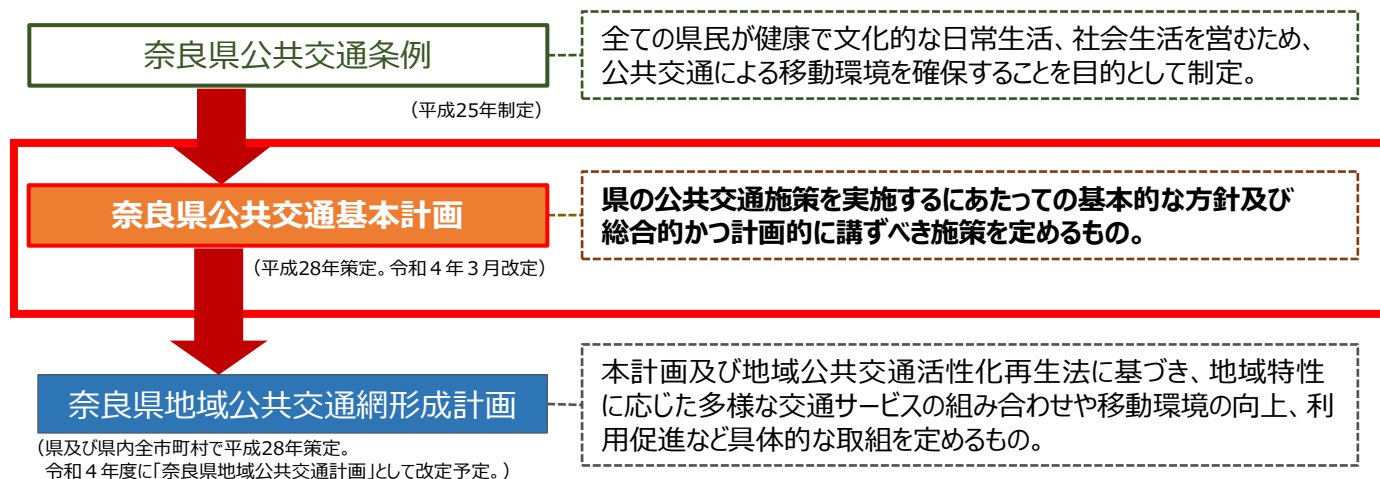 奈良県公共交通条例
全ての県民が健康で文化的な日常生活、社会生活を営むため、
公共交通による移動環境を確保することを目的として制定。
（平成25年制定）
奈良県公共交通基本計画
県の公共交通施策を実施するにあたっての基本的な方針及び
総合的かつ計画的に講ずべき施策を定めるもの。
（平成28年策定。令和４年３月改定）
奈良県地域公共交通網形成計画
本計画及び地域公共交通活性化再生法に基づき、地域特性
に応じた多様な交通サービスの組み合わせや移動環境の向上、利
用促進など具体的な取組を定めるもの。
（県及び県内全市町村で平成28年策定。
令和４年度に「奈良県地域公共交通計画」として改定予定。）